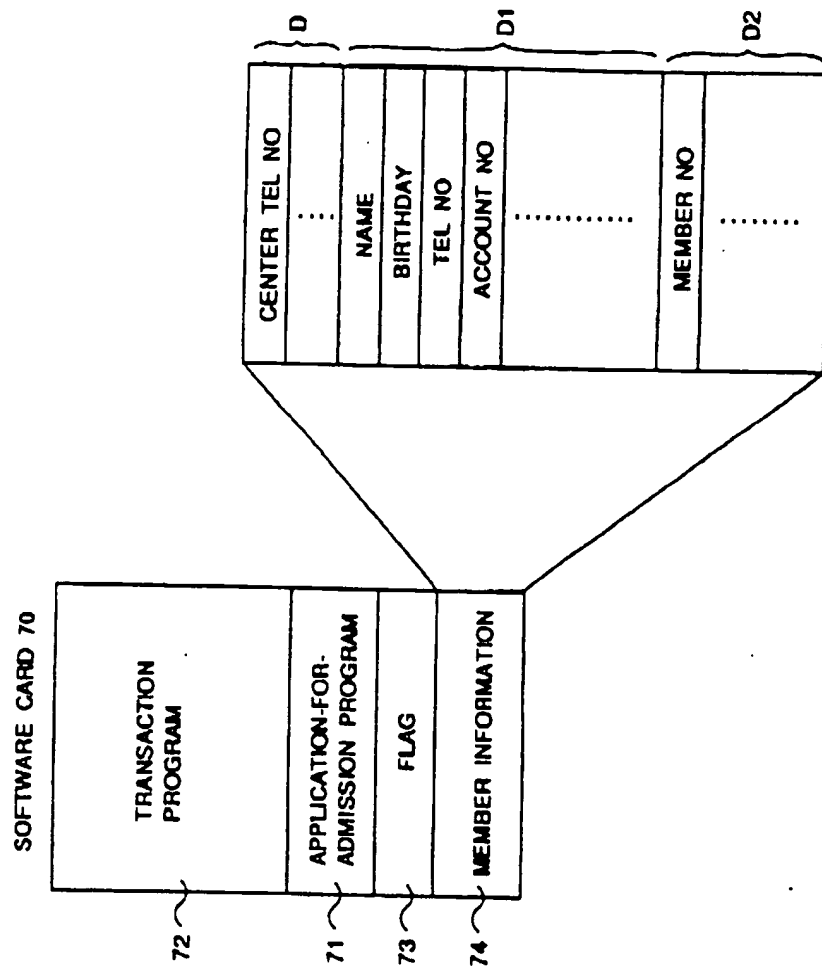 SOFTWARE CARD 70
72
TRANSACTION
PROGRAM
71
APPLICATION-FOR-
ADMISSION PROGRAM
73
FLAG
74
MEMBER INFORMATION
CENTER TEL NO
.....
D
NAME
BIRTHDAY
TEL NO
ACCOUNT NO
............
D1
MEMBER NO
........
D2